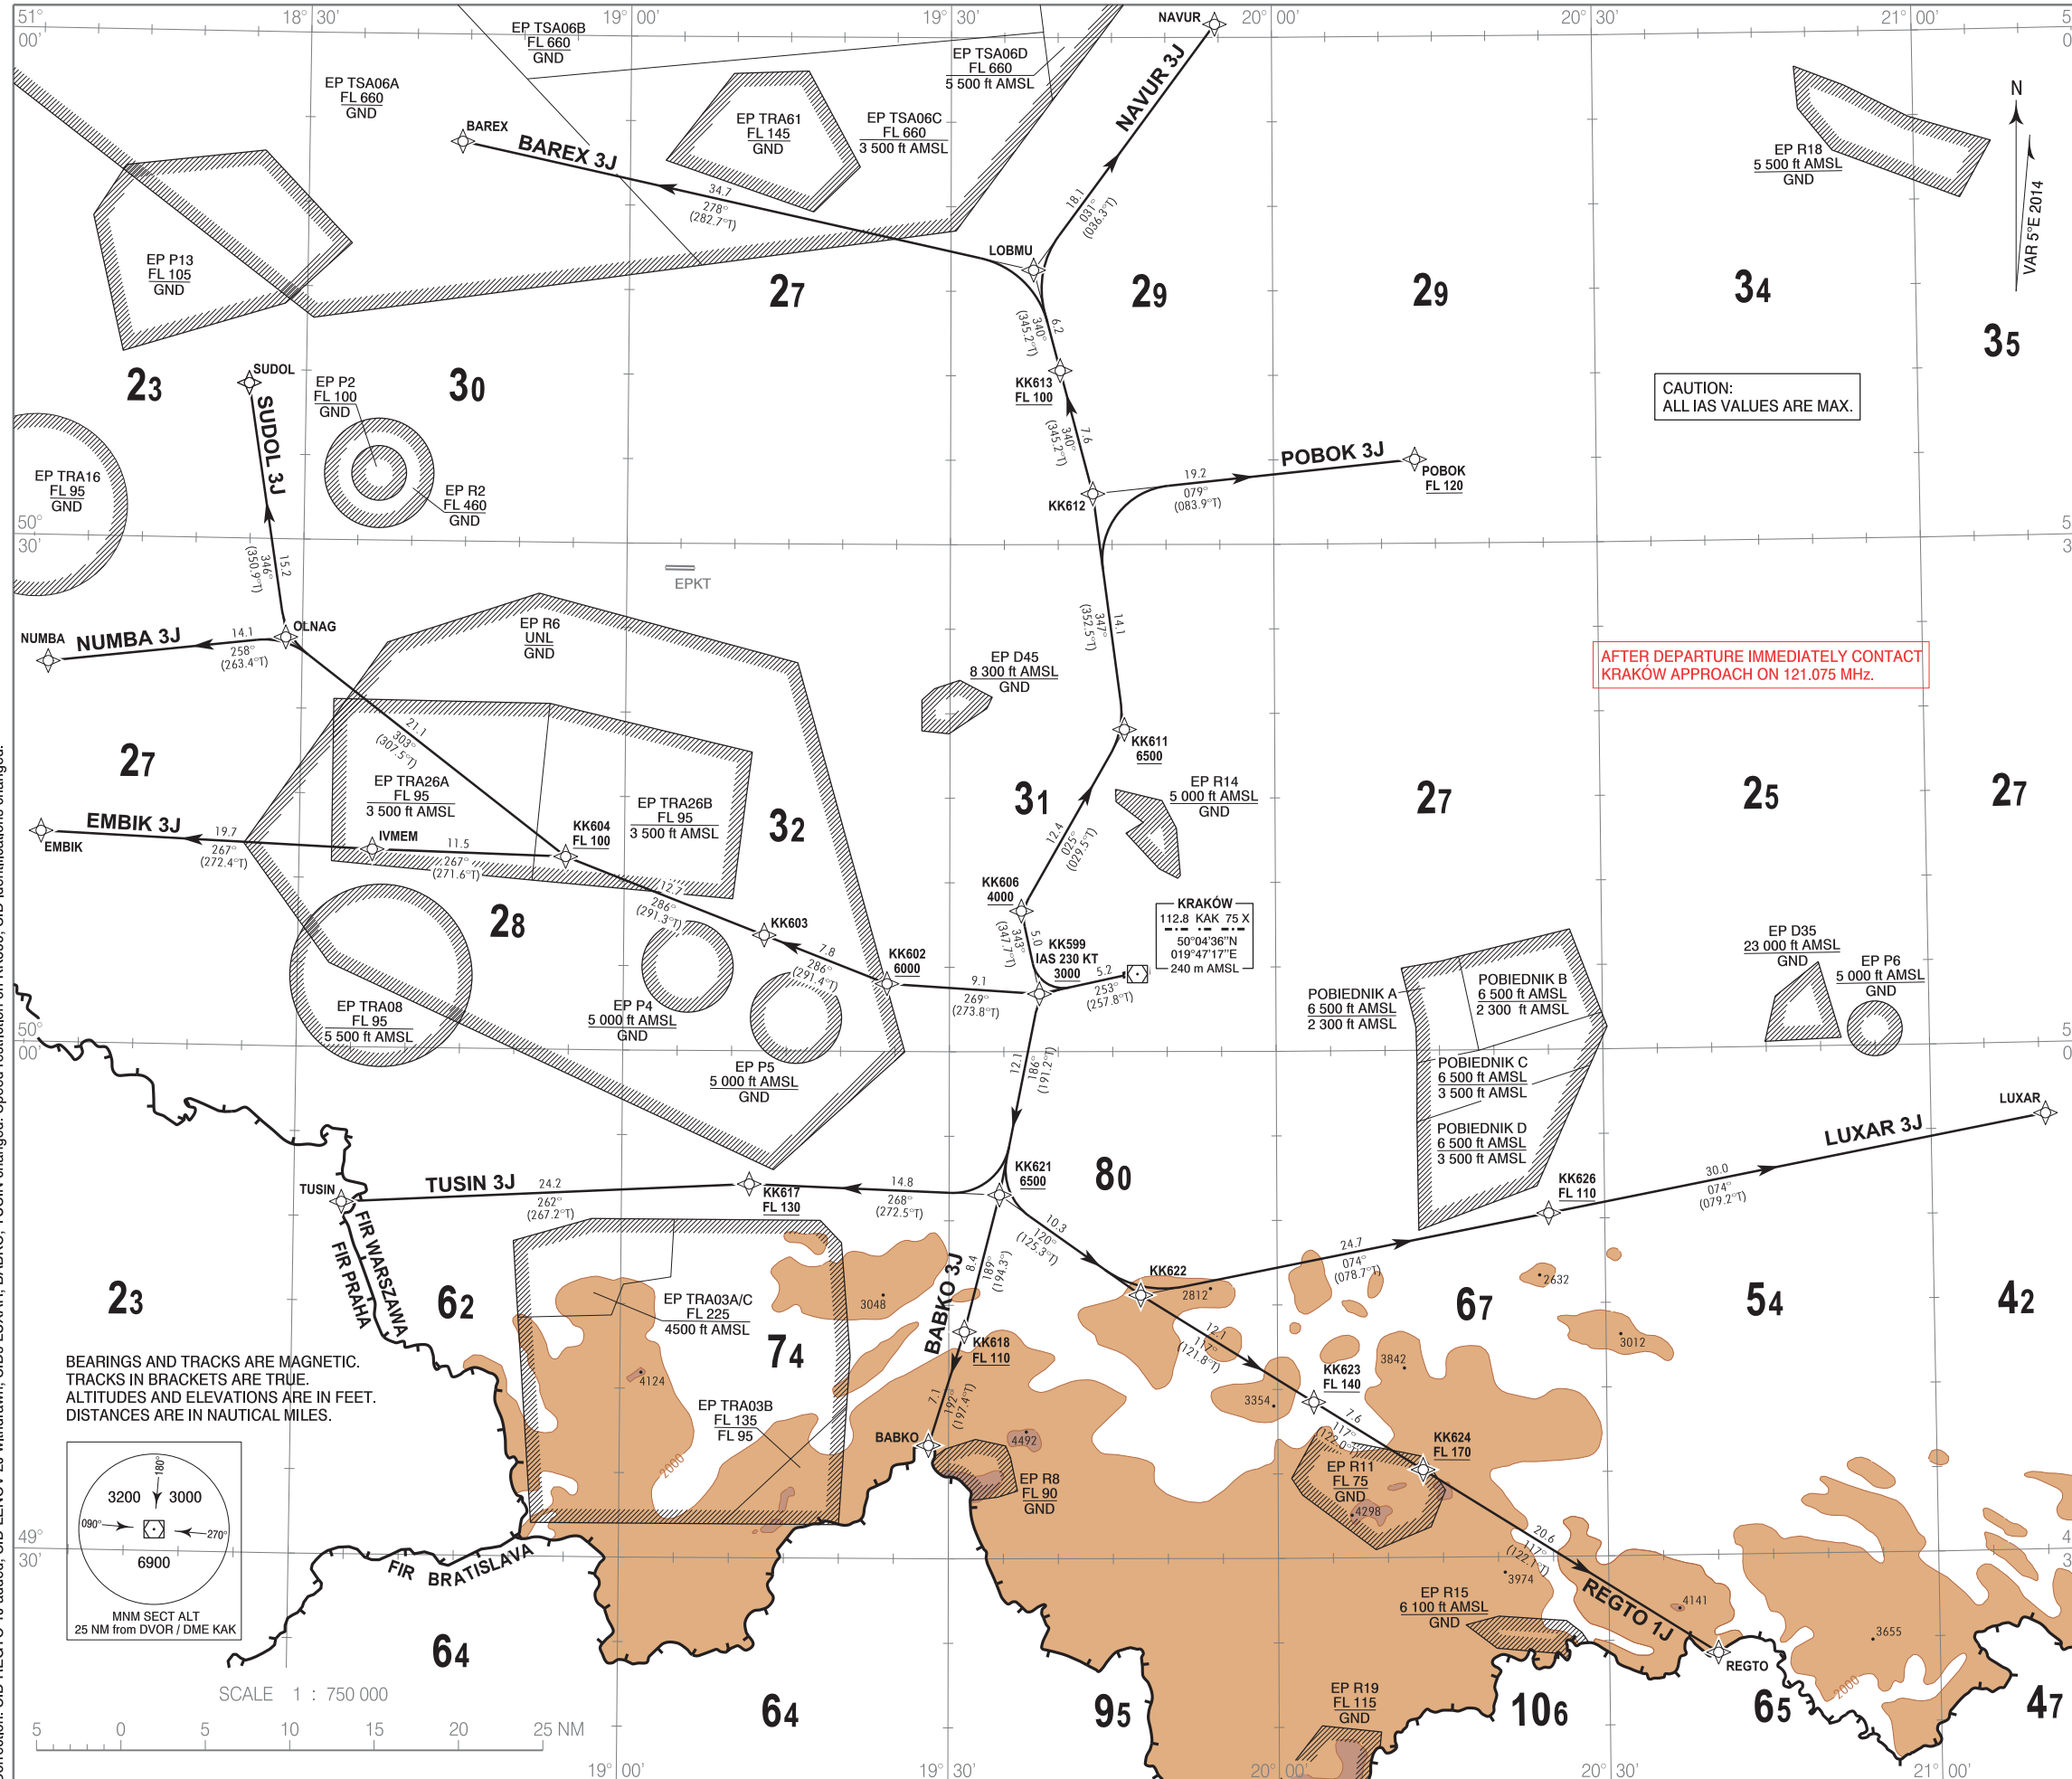 51° 00'
18° 30'
19° 00'
19° 30'
20° 00'
20° 30'
21° 00'
EP TSA06B
FL 660
GND
NAVUR
EP TSA06D
FL 660
5 500 ft AMSL
EP TSA06A
FL 660
GND
NAVUR 3J
N
VAR 5°E 2014
BAREX
BAREX 3J
EP TRA61
FL 145
GND
EP TSA06C
FL 660
3 500 ft AMSL
EP R18
5 500 ft AMSL
GND
34.7
278°
(282.7°T)
18.1
031°
(036.3°T)
LOBMU
EP P13
FL 105
GND
27
29
29
34
35
6.2
340°
(345.2°T)
23
SUDOL
30
EP P2
FL 100
GND
KK613
FL 100
CAUTION:
ALL IAS VALUES ARE MAX.
SUDOL 3J
7.6
340°
(345.2°T)
POBOK 3J
POBOK
FL 120
19.2
079°
(083.9°T)
EP TRA16
FL 95
GND
EP R2
FL 460
GND
KK612
50° 30'
15.2
346°
(350.9°T)
EPKT
14.1
347°
(352.5°T)
NUMBA
NUMBA 3J
14.1
258°
(263.4°T)
OLNAG
EP R6
UNL
GND
EP D45
8 300 ft AMSL
GND
AFTER DEPARTURE IMMEDIATELY CONTACT
KRAKÓW APPROACH ON 121.075 MHz.
21.1
303°
(307.5°T)
KK611
6500
27
EP TRA26A
FL 95
3 500 ft AMSL
EP TRA26B
FL 95
3 500 ft AMSL
32
31
EP R14
5 000 ft AMSL
GND
27
25
27
EMBIK 3J
EMBIK
19.7
267°
(272.4°T)
IVMEM
11.5
267°
(271.6°T)
KK604
FL 100
12.4
025°
(029.5°T)
12.7
286°
(291.3°T)
KK606
4000
28
KK603
7.8
286°
(291.4°T)
KK602
6000
5.0
343°
(347.7°T)
KK599
IAS 230 KT
3000
KRAKÓW
112.8 KAK 75 X
50°04'36"N
019°47'17"E
240 m AMSL
5.2
253°
(257.8°T)
9.1
269°
(273.8°T)
EP D35
23 000 ft AMSL
GND
EP P6
5 000 ft AMSL
GND
POBIEDNIK A
6 500 ft AMSL
2 300 ft AMSL
POBIEDNIK B
6 500 ft AMSL
2 300 ft AMSL
EP TRA08
FL 95
5 500 ft AMSL
EP P4
5 000 ft AMSL
GND
50° 00'
EP P5
5 000 ft AMSL
GND
12.1
186°
(191.2°T)
POBIEDNIK C
6 500 ft AMSL
3 500 ft AMSL
POBIEDNIK D
6 500 ft AMSL
3 500 ft AMSL
LUXAR
LUXAR 3J
80
TUSIN
TUSIN 3J
24.2
262°
(267.2°T)
KK617
FL 130
14.8
268°
(272.5°T)
KK621
6500
KK626
FL 110
30.0
074°
(079.2°T)
10.3
120°
(125.3°T)
24.7
074°
(078.7°T)
FIR WARSZAWA
FIR PRAHA
23
62
EP TRA03A/C
FL 225
4500 ft AMSL
3048
8.4
189°
(194.3°)
BABKO 3J
KK622
2812
2632
67
54
42
74
KK618
FL 110
12.1
117°
(121.8°T)
3012
BEARINGS AND TRACKS ARE MAGNETIC.
TRACKS IN BRACKETS ARE TRUE.
ALTITUDES AND ELEVATIONS ARE IN FEET.
DISTANCES ARE IN NAUTICAL MILES.
4124
EP TRA03B
FL 135
FL 95
7.1
192°
(197.4°T)
3842
3354
KK623
FL 140
7.6
117°
(122.0°T)
BABKO
4492
KK624
FL 170
2000
EP R8
FL 90
GND
EP R11
FL 75
GND
4298
180°
3200
3000
090°
270°
6900
MNM SECT ALT
25 NM from DVOR / DME KAK
49° 30'
FIR BRATISLAVA
20.6
117°
(122.1°T)
3974
EP R15
6 100 ft AMSL
GND
REGTO 1J
4141
REGTO
3655
2000
64
64
95
EP R19
FL 115
GND
106
65
47
SCALE 1 : 750 000
5 0 5 10 15 20 25 NM
19° 00'
19° 30'
20° 00'
20° 30'
21° 00'